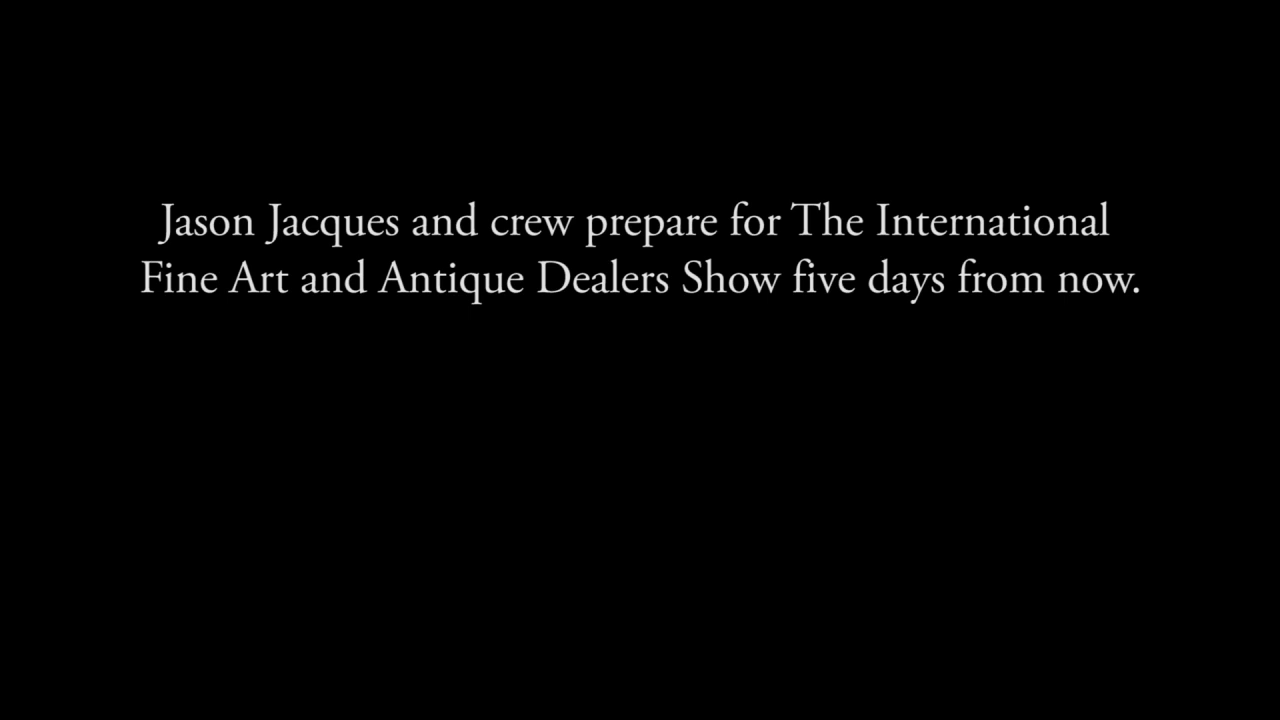 Jason Jacques and crew prepare for The International
Fine Art and Antique Dealers Show five days from now.